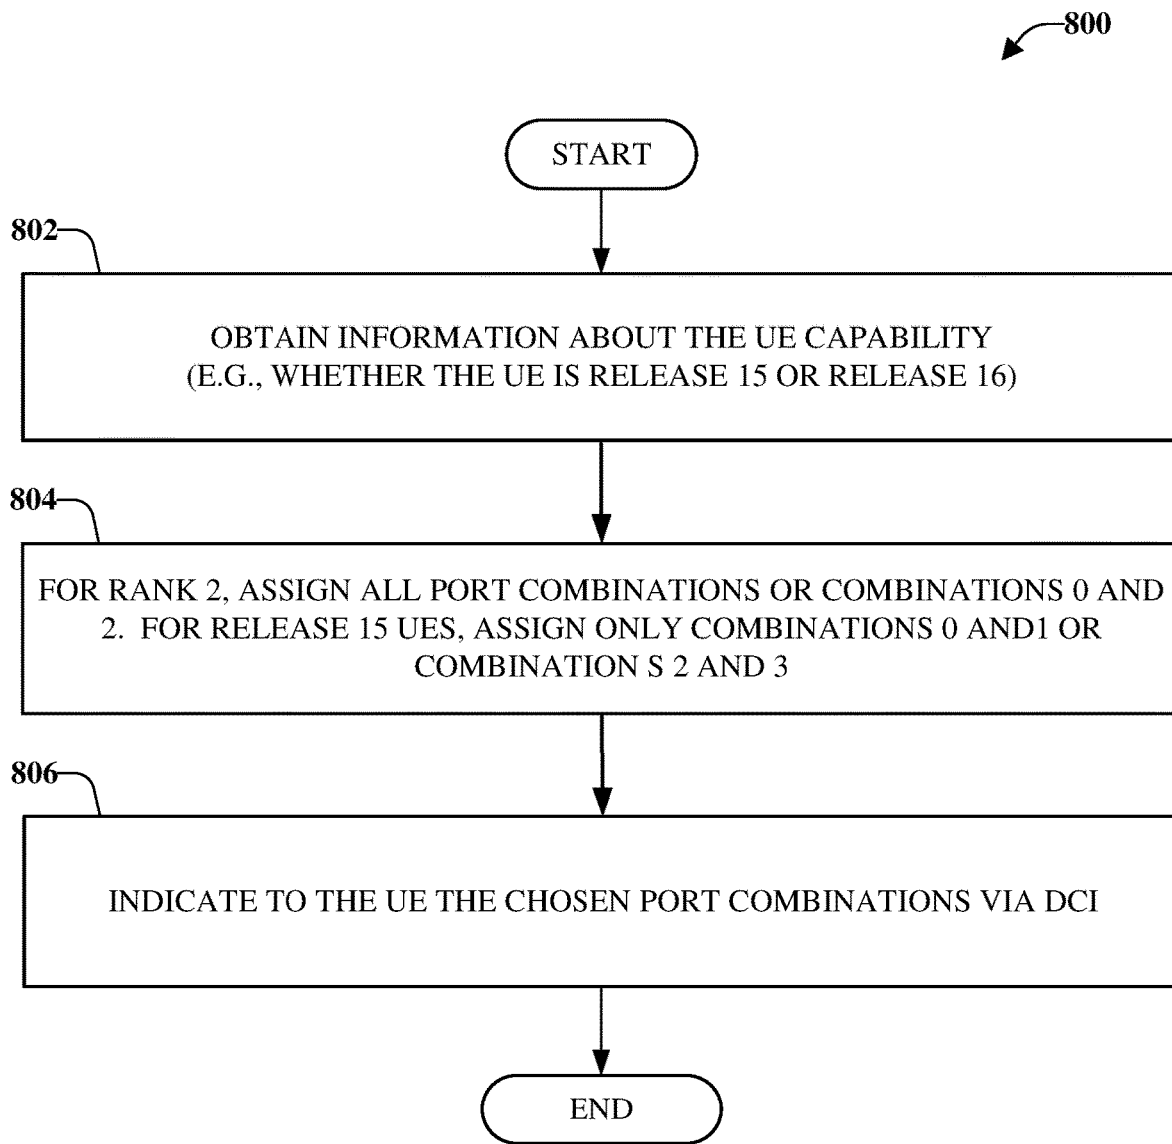 800
START
802
OBTAIN INFORMATION ABOUT THE UE CAPABILITY
(E.G., WHETHER THE UE IS RELEASE 15 OR RELEASE 16)
804
FOR RANK 2, ASSIGN ALL PORT COMBINATIONS OR COMBINATIONS 0 AND
2. FOR RELEASE 15 UES, ASSIGN ONLY COMBINATIONS 0 AND1 OR
COMBINATION S 2 AND 3
806
INDICATE TO THE UE THE CHOSEN PORT COMBINATIONS VIA DCI
END